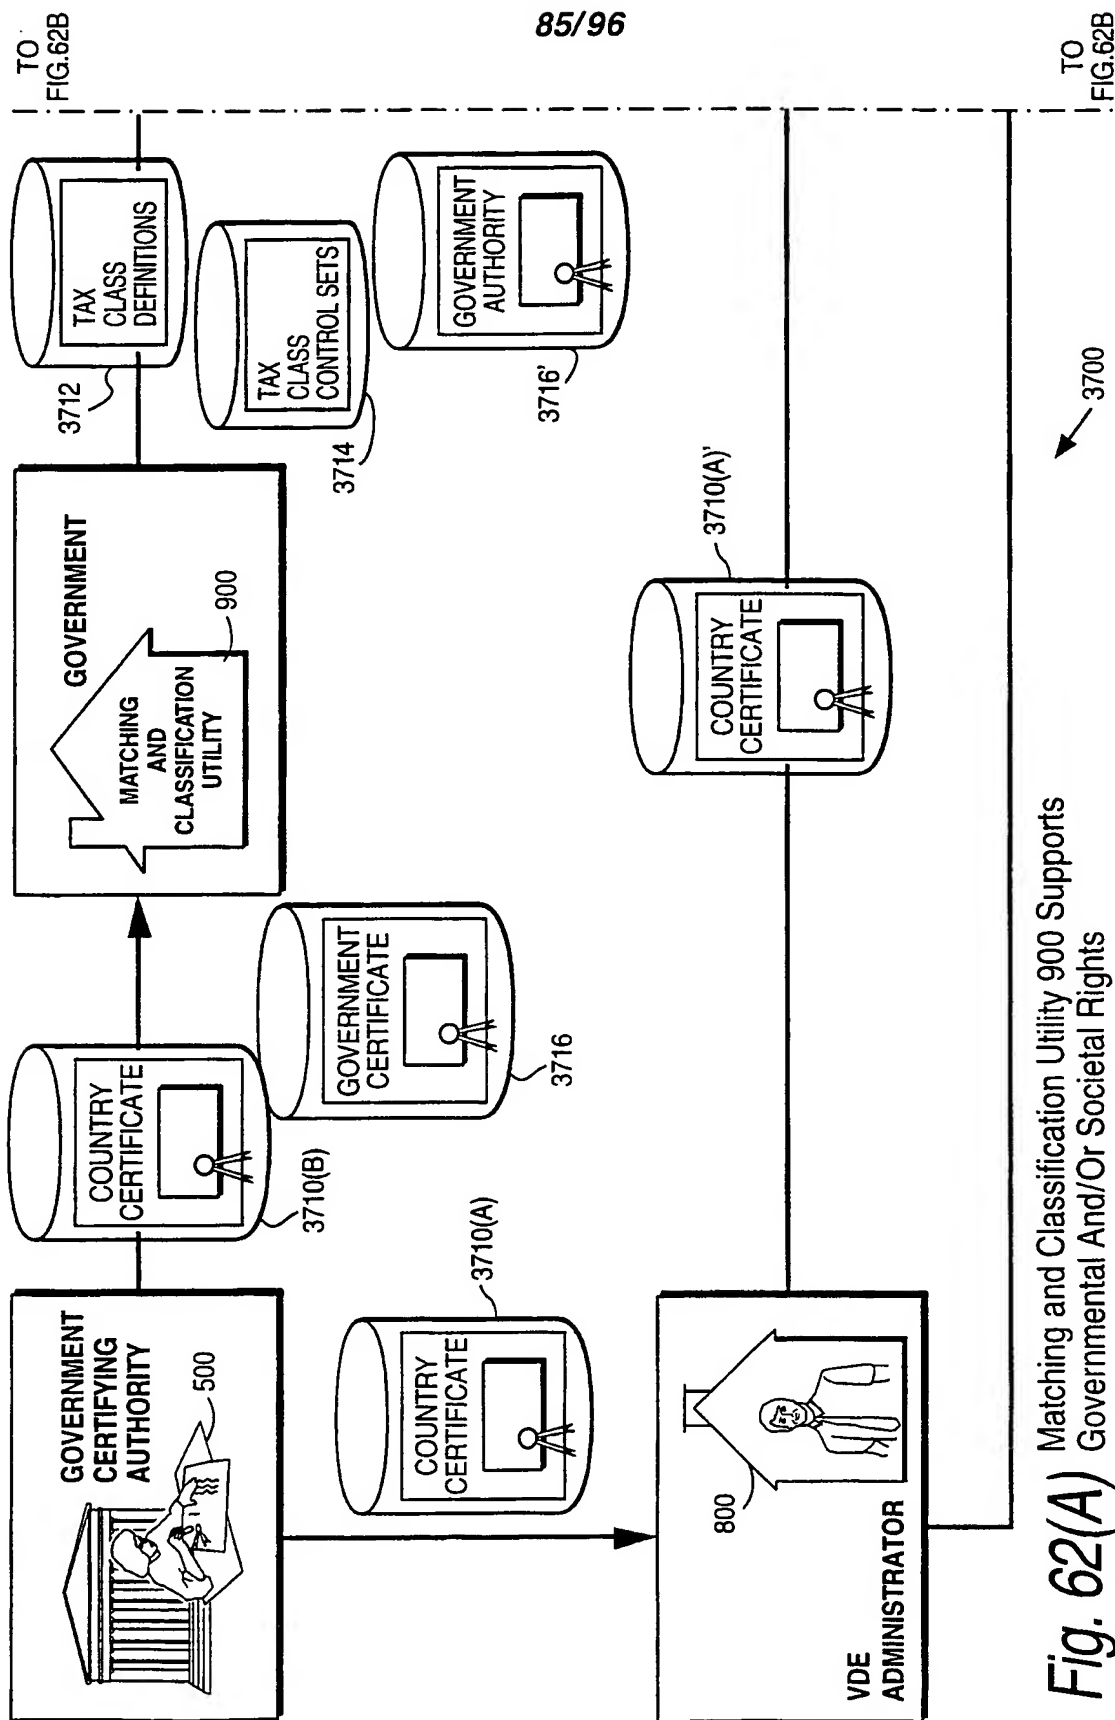 85/96
GOVERNMENT
CERTIFYING
AUTHORITY
500
COUNTRY
CERTIFICATE
3710(B)
GOVERNMENT
CERTIFICATE
3716
GOVERNMENT
MATCHING
AND
CLASSIFICATION
UTILITY
900
TAX
CLASS
DEFINITIONS
3712
TAX
CLASS
CONTROL SETS
3714
GOVERNMENT
AUTHORITY
3716'
TO
FIG.62B
COUNTRY
CERTIFICATE
3710(A)
VDE
ADMINISTRATOR
800
COUNTRY
CERTIFICATE
3710(A)'
3700
TO
FIG.62B
Fig. 62(A) Matching and Classification Utility 900 Supports
Governmental And/Or Societal Rights